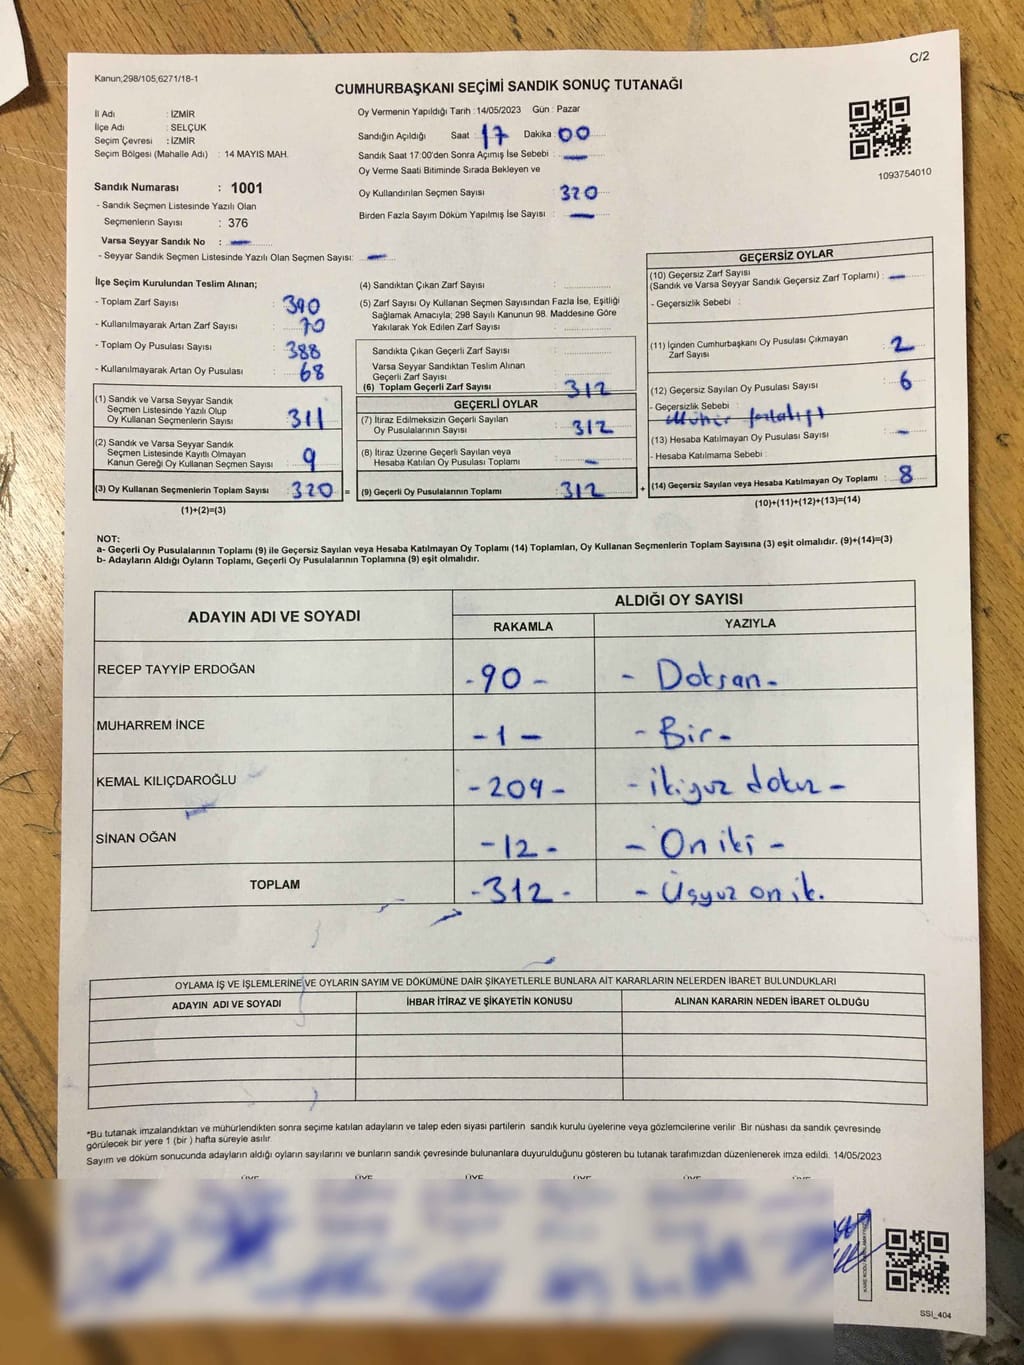 C/2
Kanun,298/105,6271/18-1
CUMHURBAŞKANI SEÇİMİ SANDIK SONUÇ TUTANAĞI
İl Adı : İZMİR
İlçe Adı : SELÇUK
Seçim Çevresi : İZMİR
Seçim Bölgesi (Mahalle Adı) : 14 MAYIS MAH.
Sandık Numarası : 1001
- Sandık Seçmen Listesinde Yazılı Olan
Seçmenlerin Sayısı : 376
Varsa Seyyar Sandık No : —
- Seyyar Sandık Seçmen Listesinde Yazılı Olan Seçmen Sayısı: —
Oy Vermenin Yapıldığı Tarih : 14/05/2023 Gün : Pazar
Sandığın Açıldığı Saat : 17 Dakika : 00
Sandık Saat 17:00'den Sonra Açımış İse Sebebi : —
Oy Verme Saati Bitiminde Sırada Bekleyen ve
Oy Kullandırılan Seçmen Sayısı : 320
Birden Fazla Sayım Döküm Yapılmış İse Sayısı : —
1093754010
İlçe Seçim Kurulundan Teslim Alınan;
- Toplam Zarf Sayısı : 390
- Kullanılmayarak Artan Zarf Sayısı : 70
- Toplam Oy Pusulası Sayısı : 388
- Kullanılmayarak Artan Oy Pusulası : 68
(1) Sandık ve Varsa Seyyar Sandık
Seçmen Listesinde Yazılı Olup
Oy Kullanan Seçmenlerin Sayısı : 311
(2) Sandık ve Varsa Seyyar Sandık
Seçmen Listesinde Kayıtlı Olmayan
Kanun Gereği Oy Kullanan Seçmen Sayısı : 9
(3) Oy Kullanan Seçmenlerin Toplam Sayısı : 320 =
(1)+(2)=(3)
(4) Sandıktan Çıkan Zarf Sayısı :
(5) Zarf Sayısı Oy Kullanan Seçmen Sayısından Fazla İse, Eşitliği
Sağlamak Amacıyla; 298 Sayılı Kanunun 98. Maddesine Göre
Yakılarak Yok Edilen Zarf Sayısı :
Sandıkta Çıkan Geçerli Zarf Sayısı :
Varsa Seyyar Sandıktan Teslim Alınan
Geçerli Zarf Sayısı :
(6) Toplam Geçerli Zarf Sayısı : 312
GEÇERLİ OYLAR
(7) İtiraz Edilmeksizin Geçerli Sayılan
Oy Pusulalarının Sayısı : 312
(8) İtiraz Üzerine Geçerli Sayılan veya
Hesaba Katılan Oy Pusulası Toplamı : —
(9) Geçerli Oy Pusulalarının Toplamı : 312 +
GEÇERSİZ OYLAR
(10) Geçersiz Zarf Sayısı
(Sandık ve Varsa Seyyar Sandık Geçersiz Zarf Toplamı) : —
- Geçersizlik Sebebi :
(11) İçinden Cumhurbaşkanı Oy Pusulası Çıkmayan
Zarf Sayısı : 2
(12) Geçersiz Sayılan Oy Pusulası Sayısı : 6
- Geçersizlik Sebebi :
(13) Hesaba Katılmayan Oy Pusulası Sayısı : —
- Hesaba Katılmama Sebebi :
(14) Geçersiz Sayılan veya Hesaba Katılmayan Oy Toplamı : 8
(10)+(11)+(12)+(13)=(14)
NOT:
a- Geçerli Oy Pusulalarının Toplamı (9) ile Geçersiz Sayılan veya Hesaba Katılmayan Oy Toplamı (14) Toplamları, Oy Kullanan Seçmenlerin Toplam Sayısına (3) eşit olmalıdır. (9)+(14)=(3)
b- Adayların Aldığı Oyların Toplamı, Geçerli Oy Pusulalarının Toplamına (9) eşit olmalıdır.
ADAYIN ADI VE SOYADI
ALDIĞI OY SAYISI
RAKAMLA YAZIYLA
RECEP TAYYİP ERDOĞAN -90- - Doksan -
MUHARREM İNCE -1- - Bir -
KEMAL KILIÇDAROĞLU -209- - ikiyuz dokuz -
SİNAN OĞAN -12- - On iki -
TOPLAM -312- - Üçyuz on ik.
OYLAMA İŞ VE İŞLEMLERİNE VE OYLARIN SAYIM VE DÖKÜMÜNE DAİR ŞİKAYETLERLE BUNLARA AİT KARARLARIN NELERDEN İBARET BULUNDUKLARI
ADAYIN ADI VE SOYADI İHBAR İTİRAZ VE ŞİKAYETİN KONUSU ALINAN KARARIN NEDEN İBARET OLDUĞU
*Bu tutanak imzalandıktan ve mühürlendikten sonra seçime katılan adayların ve talep eden siyasi partilerin sandık kurulu üyelerine veya gözlemcilerine verilir .Bir nüshası da sandık çevresinde
görülecek bir yere 1 (bir ) hafta süreyle asılır.
Sayım ve döküm sonucunda adayların aldığı oyların sayılarını ve bunların sandık çevresinde bulunanlara duyurulduğunu gösteren bu tutanak tarafımızdan düzenlenerek imza edildi. 14/05/2023
ÜYE ÜYE ÜYE ÜYE ÜYE ÜYE
SSİ_404